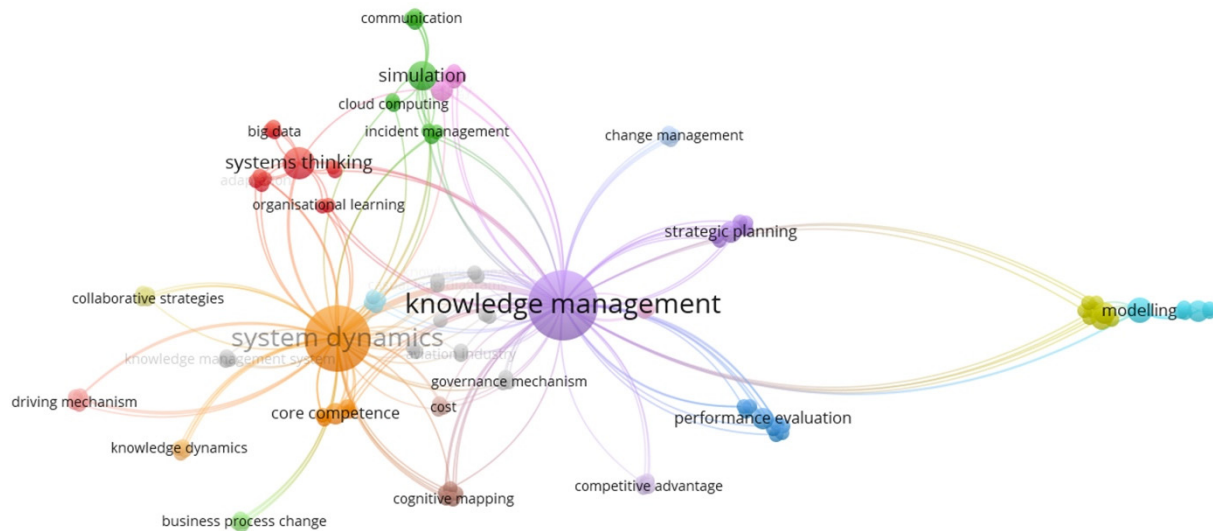 communication
simulation
cloud computing
big data
incident management
change management
systems thinking
organisational learning
strategic planning
collaborative strategies
knowledge management
modelling
system dynamics
aviation industry
knowledge management system
governance mechanism
driving mechanism
core competence
cost
performance evaluation
knowledge dynamics
competitive advantage
cognitive mapping
business process change